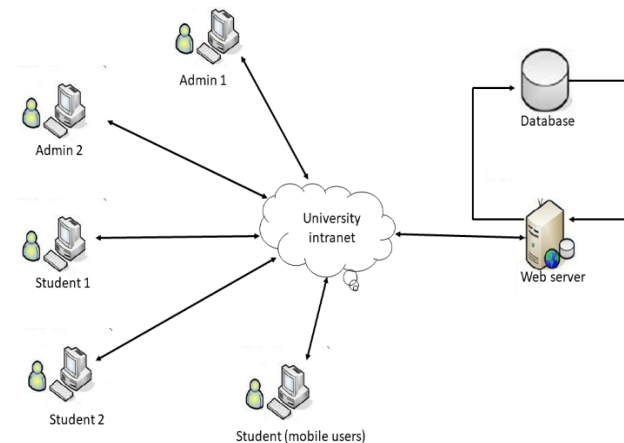 Admin 1
Admin 2
Database
University
intranet
Student 1
Web server
Student 2
Student (mobile users)